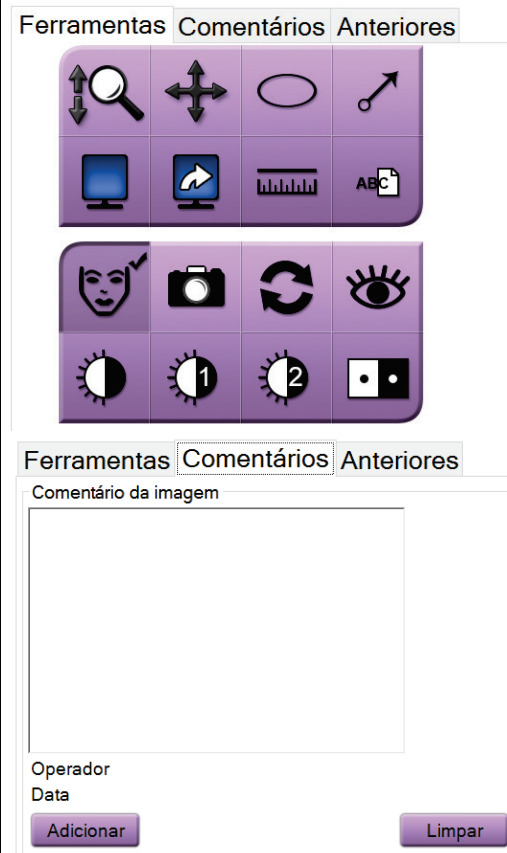 Ferramentas Comentários Anteriores
ABC
1 2
Ferramentas Comentários Anteriores
Comentário da imagem
Operador
Data
Adicionar Limpar